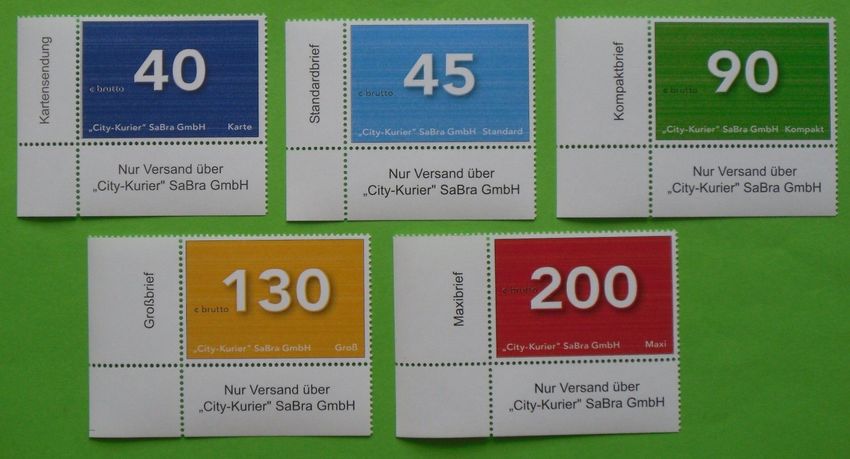 Kartensendung
40
c brutto
„City-Kurier" SaBra GmbH Karte
Nur Versand über
„City-Kurier" SaBra GmbH
Standardbrief
45
c brutto
„City-Kurier" SaBra GmbH Standard
Nur Versand über
„City-Kurier" SaBra GmbH
Kompaktbrief
90
c brutto
„City-Kurier" SaBra GmbH Kompakt
Nur Versand über
„City-Kurier" SaBra GmbH
Großbrief
130
c brutto
„City-Kurier" SaBra GmbH Groß
Nur Versand über
„City-Kurier" SaBra GmbH
Maxibrief
200
c brutto
„City-Kurier" SaBra GmbH Maxi
Nur Versand über
„City-Kurier" SaBra GmbH